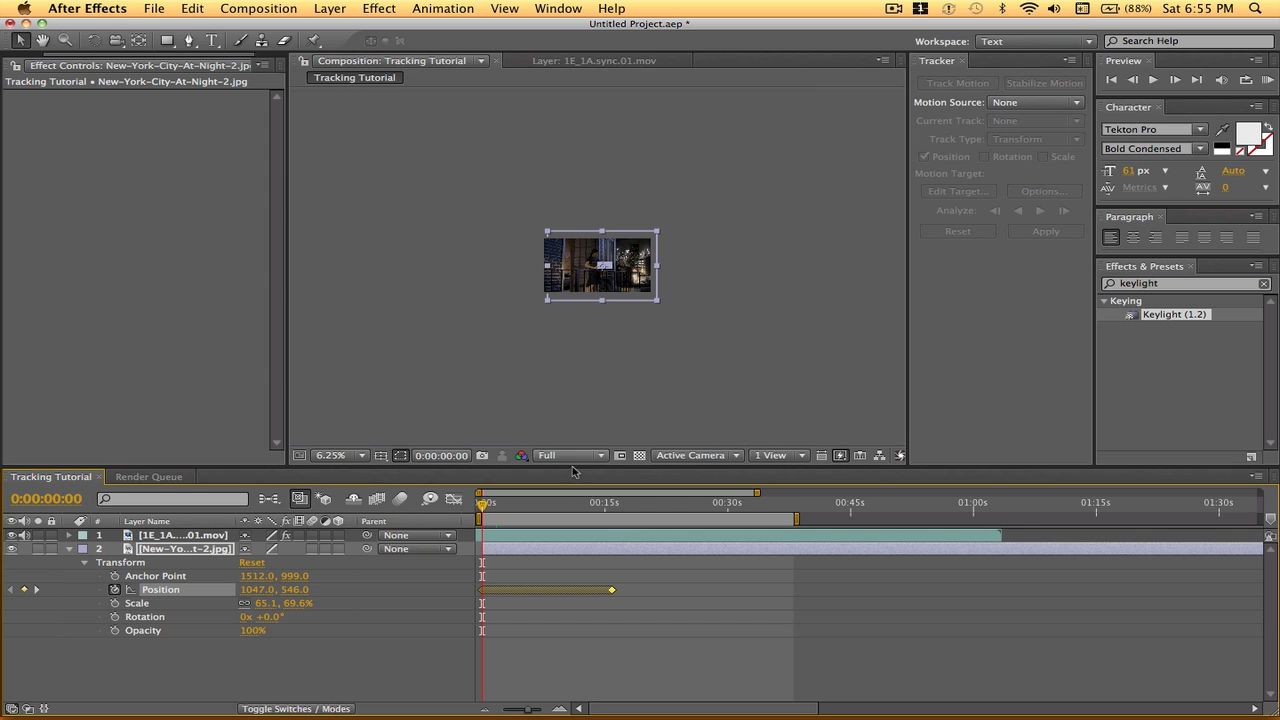 After Effects File Edit Composition Layer Effect Animation View Window Help 1 (88%) Sat 6:55 PM
Untitled Project.aep *
T Workspace: Text Search Help
Effect Controls: New-York-City-At-Night-2.jp
Tracking Tutorial • New-York-City-At-Night-2.jpg
Composition: Tracking Tutorial
Layer: 1E_1A.sync.01.mov
Tracking Tutorial
Tracker
Track Motion Stabilize Motion
Motion Source: None
Current Track: None
Track Type: Transform
Position Rotation Scale
Motion Target:
Edit Target... Options...
Analyze:
Reset Apply
Preview
Character
Tekton Pro
Bold Condensed
T 61 px Auto
AV Metrics AV 0
Paragraph
Effects & Presets
keylight
Keying
Keylight (1.2)
6.25% 0:00:00:00 Full Active Camera 1 View
Tracking Tutorial Render Queue
0:00:00:00
:00s 00:15s 00:30s 00:45s 01:00s 01:15s 01:30s
# Layer Name fx Parent
1 [1E_1A....01.mov] fx None
2 [New-Yo...t-2.jpg] None
Transform Reset
Anchor Point 1512.0, 999.0
Position 1047.0, 546.0
Scale 65.1, 69.6%
Rotation 0x +0.0°
Opacity 100%
Toggle Switches / Modes